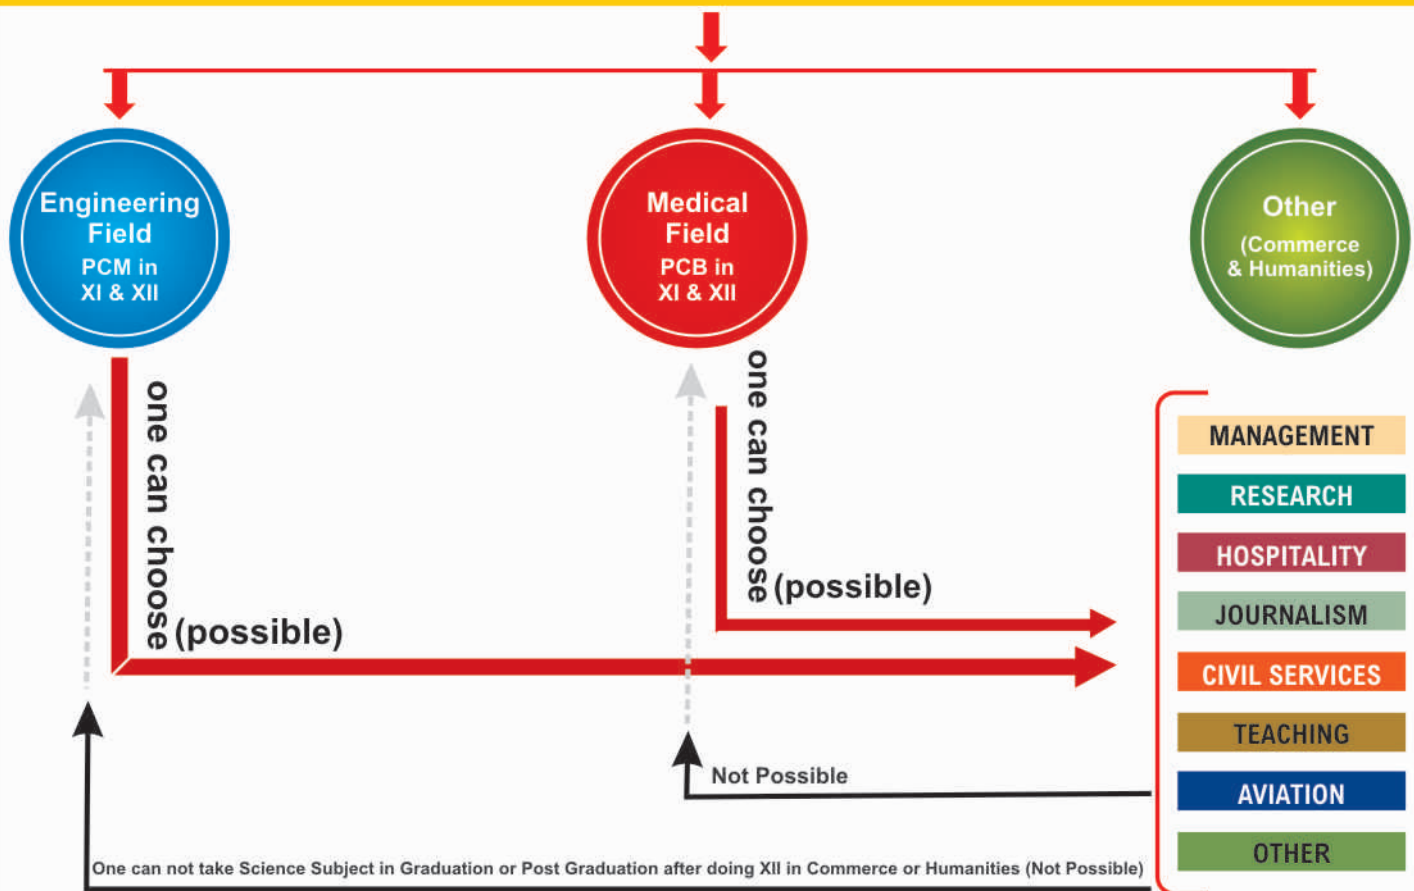 Engineering
Field
PCM in
XI & XII
Medical
Field
PCB in
XI & XII
Other
(Commerce
& Humanities)
one can choose
(possible)
one can choose
(possible)
MANAGEMENT
RESEARCH
HOSPITALITY
JOURNALISM
CIVIL SERVICES
TEACHING
AVIATION
OTHER
Not Possible
One can not take Science Subject in Graduation or Post Graduation after doing XII in Commerce or Humanities (Not Possible)